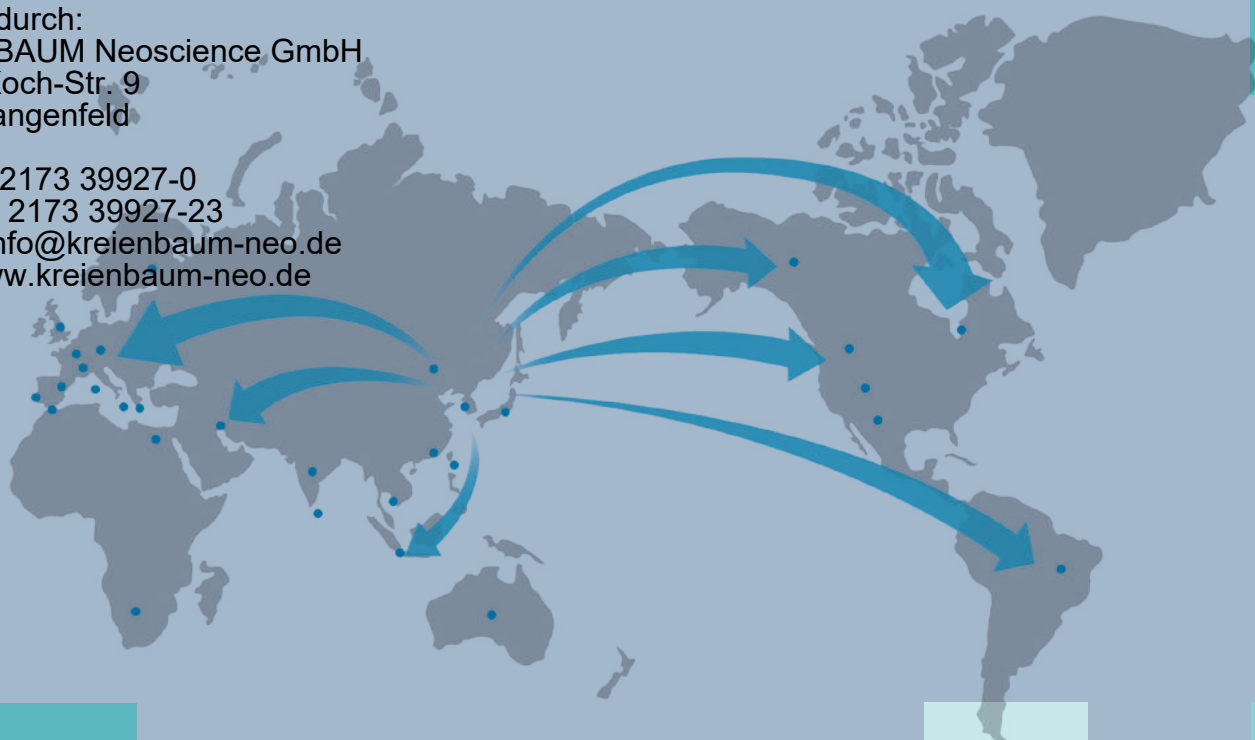 durch:
BAUM Neoscience GmbH
Koch-Str. 9
angenfeld
2173 39927-0
2173 39927-23
nfo@kreienbaum-neo.de
ww.kreienbaum-neo.de